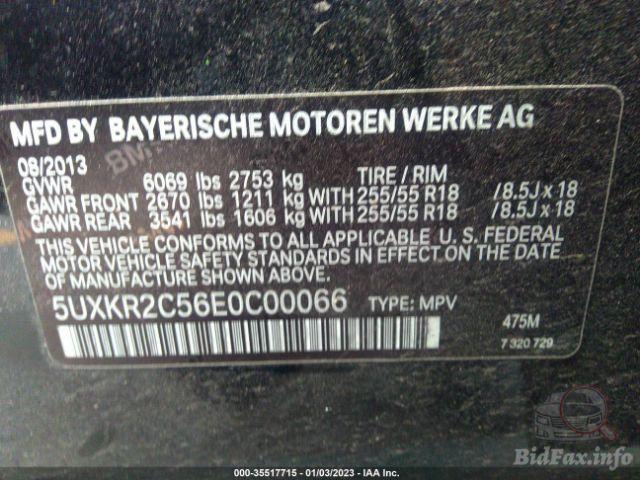 MFD BY BAYERISCHE MOTOREN WERKE AG
08/2013
GVWR 6069 lbs 2753 kg TIRE / RIM
GAWR FRONT 2670 lbs 1211 kg WITH 255/55 R18 /8.5J x 18
GAWR REAR 3541 lbs 1606 kg WITH 255/55 R18 /8.5J x 18
THIS VEHICLE CONFORMS TO ALL APPLICABLE, U. S. FEDERAL
MOTOR VEHICLE SAFETY STANDARDS IN EFFECT ON THE DATE
OF MANUFACTURE SHOWN ABOVE.
5UXKR2C56E0C00066 TYPE: MPV
475M
7 320 729
BidFax.info
000-35517715 - 01/03/2023 - IAA Inc.